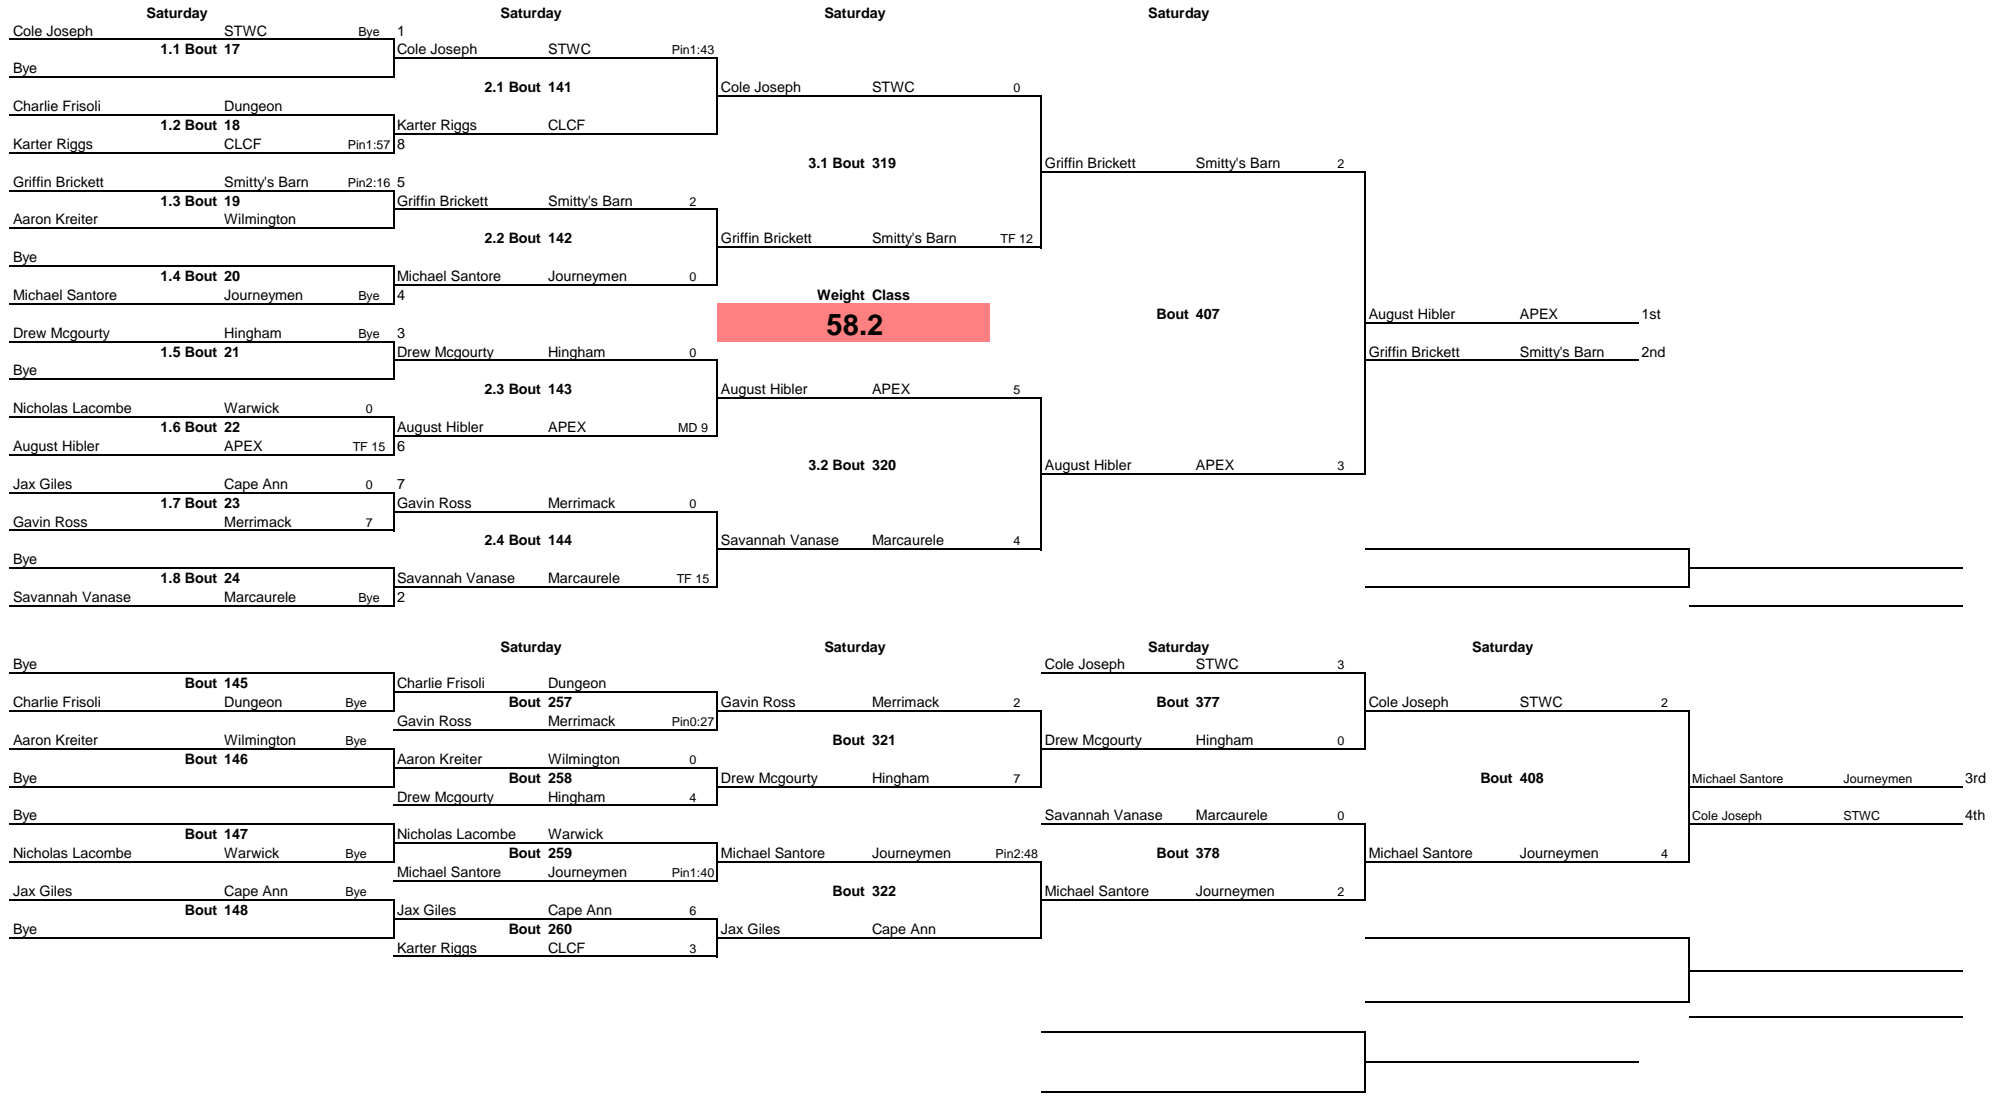 Saturday Saturday Saturday Saturday
Cole Joseph STWC Bye 1
1.1 Bout 17 Cole Joseph STWC Pin1:43
Bye
2.1 Bout 141 Cole Joseph STWC 0
Charlie Frisoli Dungeon
1.2 Bout 18 Karter Riggs CLCF
Karter Riggs CLCF Pin1:57 8
3.1 Bout 319 Griffin Brickett Smitty's Barn 2
Griffin Brickett Smitty's Barn Pin2:16 5
1.3 Bout 19 Griffin Brickett Smitty's Barn 2
Aaron Kreiter Wilmington
2.2 Bout 142 Griffin Brickett Smitty's Barn TF 12
Bye
1.4 Bout 20 Michael Santore Journeymen 0
Michael Santore Journeymen Bye 4 Weight Class
58.2 Bout 407 August Hibler APEX 1st
Drew Mcgourty Hingham Bye 3
1.5 Bout 21 Drew Mcgourty Hingham 0 Griffin Brickett Smitty's Barn 2nd
Bye
2.3 Bout 143 August Hibler APEX 5
Nicholas Lacombe Warwick 0
1.6 Bout 22 August Hibler APEX MD 9
August Hibler APEX TF 15 6
3.2 Bout 320 August Hibler APEX 3
Jax Giles Cape Ann 0 7
1.7 Bout 23 Gavin Ross Merrimack 0
Gavin Ross Merrimack 7
2.4 Bout 144 Savannah Vanase Marcaurele 4
Bye
1.8 Bout 24 Savannah Vanase Marcaurele TF 15
Savannah Vanase Marcaurele Bye 2
Saturday Saturday Saturday Saturday
Bye Cole Joseph STWC 3
Bout 145 Charlie Frisoli Dungeon
Charlie Frisoli Dungeon Bye Bout 257 Gavin Ross Merrimack 2 Bout 377 Cole Joseph STWC 2
Gavin Ross Merrimack Pin0:27
Aaron Kreiter Wilmington Bye Bout 321 Drew Mcgourty Hingham 0
Bout 146 Aaron Kreiter Wilmington 0
Bye Bout 258 Drew Mcgourty Hingham 7 Bout 408 Michael Santore Journeymen 3rd
Drew Mcgourty Hingham 4
Bye Savannah Vanase Marcaurele 0 Cole Joseph STWC 4th
Bout 147 Nicholas Lacombe Warwick
Nicholas Lacombe Warwick Bye Bout 259 Michael Santore Journeymen Pin2:48 Bout 378 Michael Santore Journeymen 4
Michael Santore Journeymen Pin1:40
Jax Giles Cape Ann Bye Bout 322 Michael Santore Journeymen 2
Bout 148 Jax Giles Cape Ann 6
Bye Bout 260 Jax Giles Cape Ann
Karter Riggs CLCF 3